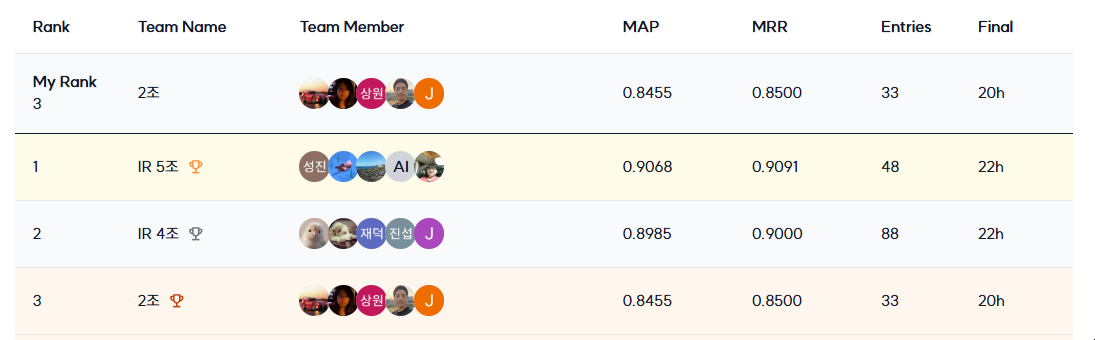 Rank Team Name Team Member MAP MRR Entries Final
My Rank
3 2조 상원 J 0.8455 0.8500 33 20h
1 IR 5조 성진 AI 0.9068 0.9091 48 22h
2 IR 4조 재덕 진섭 J 0.8985 0.9000 88 22h
3 2조 상원 J 0.8455 0.8500 33 20h